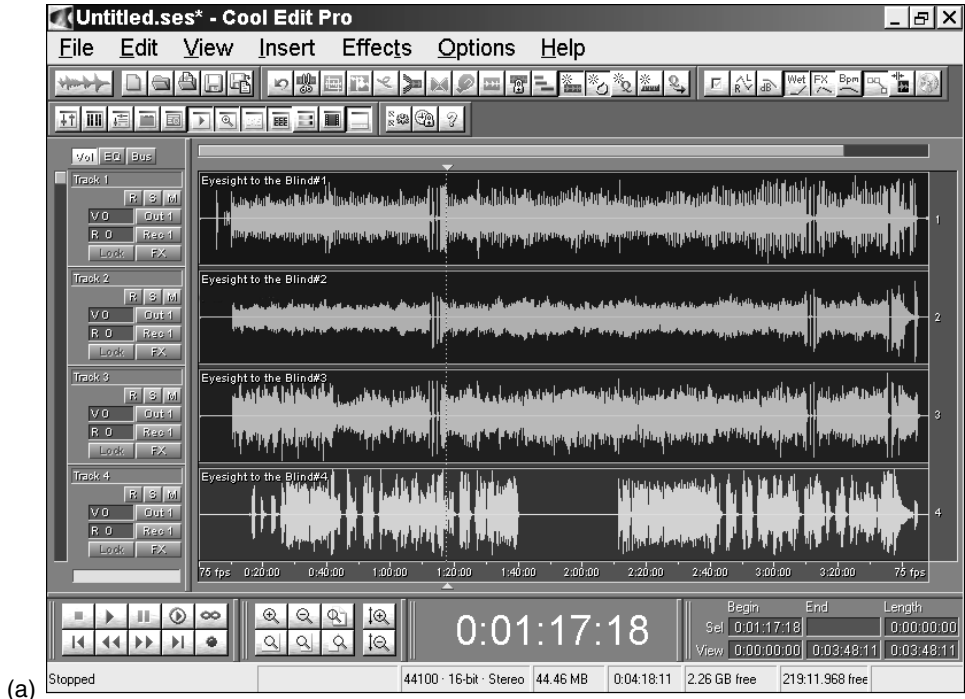 Untitled.ses* - Cool Edit Pro
File Edit View Insert Effects Options Help
L R dB Wet FX Bpm
Vol EQ Bus
Track 1
R S M
V 0 Out 1
R 0 Rec 1
Lock FX
Eyesight to the Blind#1
1
Track 2
R S M
V 0 Out 1
R 0 Rec 1
Lock FX
Eyesight to the Blind#2
2
Track 3
R S M
V 0 Out 1
R 0 Rec 1
Lock FX
Eyesight to the Blind#3
3
Track 4
R S M
V 0 Out 1
R 0 Rec 1
Lock FX
Eyesight to the Blind#4
4
75 fps 0:20:00 0:40:00 1:00:00 1:20:00 1:40:00 2:00:00 2:20:00 2:40:00 3:00:00 3:20:00 75 fps
0:01:17:18
Begin End Length
Sel 0:01:17:18 0:00:00:00
View 0:00:00:00 0:03:48:11 0:03:48:11
Stopped 44100 · 16-bit · Stereo 44.46 MB 0:04:18:11 2.26 GB free 219:11.968 free
(a)